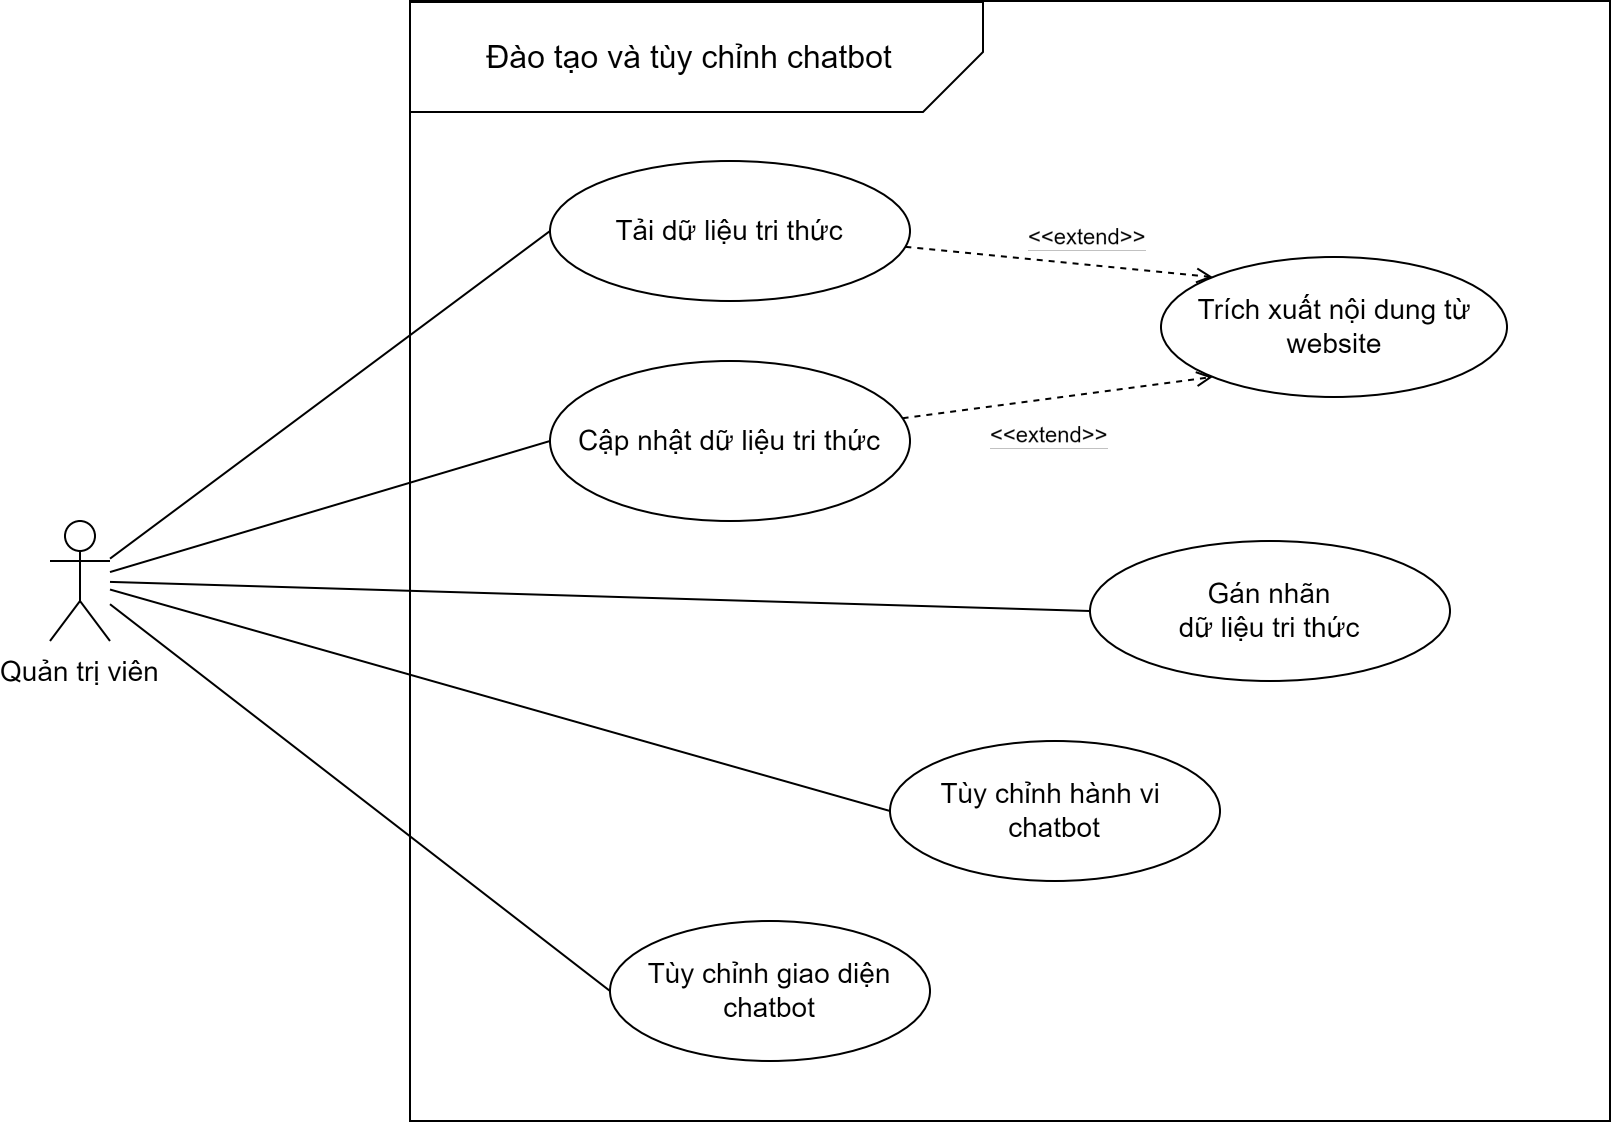 Đào tạo và tùy chỉnh chatbot
Tải dữ liệu tri thức
<<extend>>
Trích xuất nội dung từ
website
Cập nhật dữ liệu tri thức
<<extend>>
Gán nhãn
dữ liệu tri thức
Quản trị viên
Tùy chỉnh hành vi
chatbot
Tùy chỉnh giao diện
chatbot